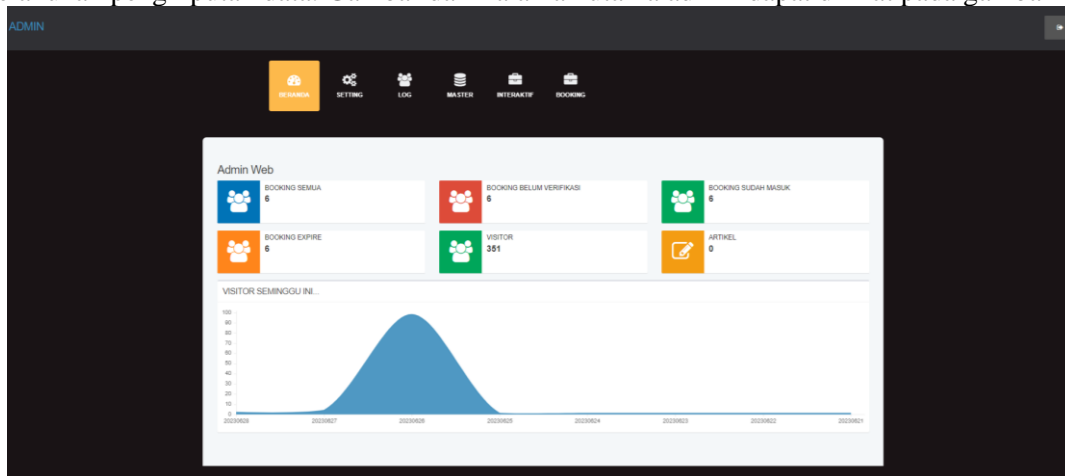 ADMIN
BERANDA SETTING LOG MASTER INTERAKTIF BOOKING
Admin Web
BOOKING SEMUA
6
BOOKING BELUM VERIFIKASI
6
BOOKING SUDAH MASUK
6
BOOKING EXPIRE
6
VISITOR
351
ARTIKEL
0
VISITOR SEMINGGU INI...
100
90
80
70
60
50
40
30
20
10
0
20230828 20230827 20230826 20230825 20230824 20230823 20230822 20230821